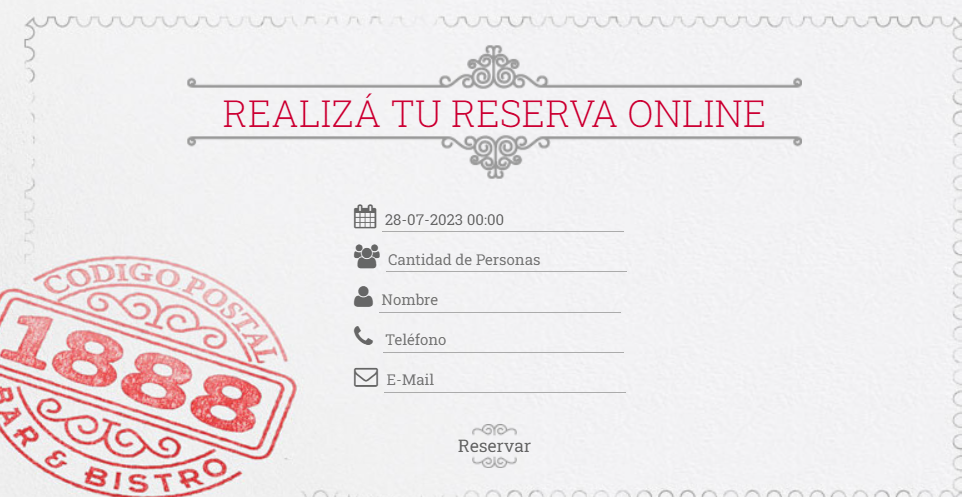 REALIZÁ TU RESERVA ONLINE
28-07-2023 00:00
Cantidad de Personas
Nombre
Teléfono
E-Mail
Reservar
CODIGO POSTAL
1888
BAR & BISTRO